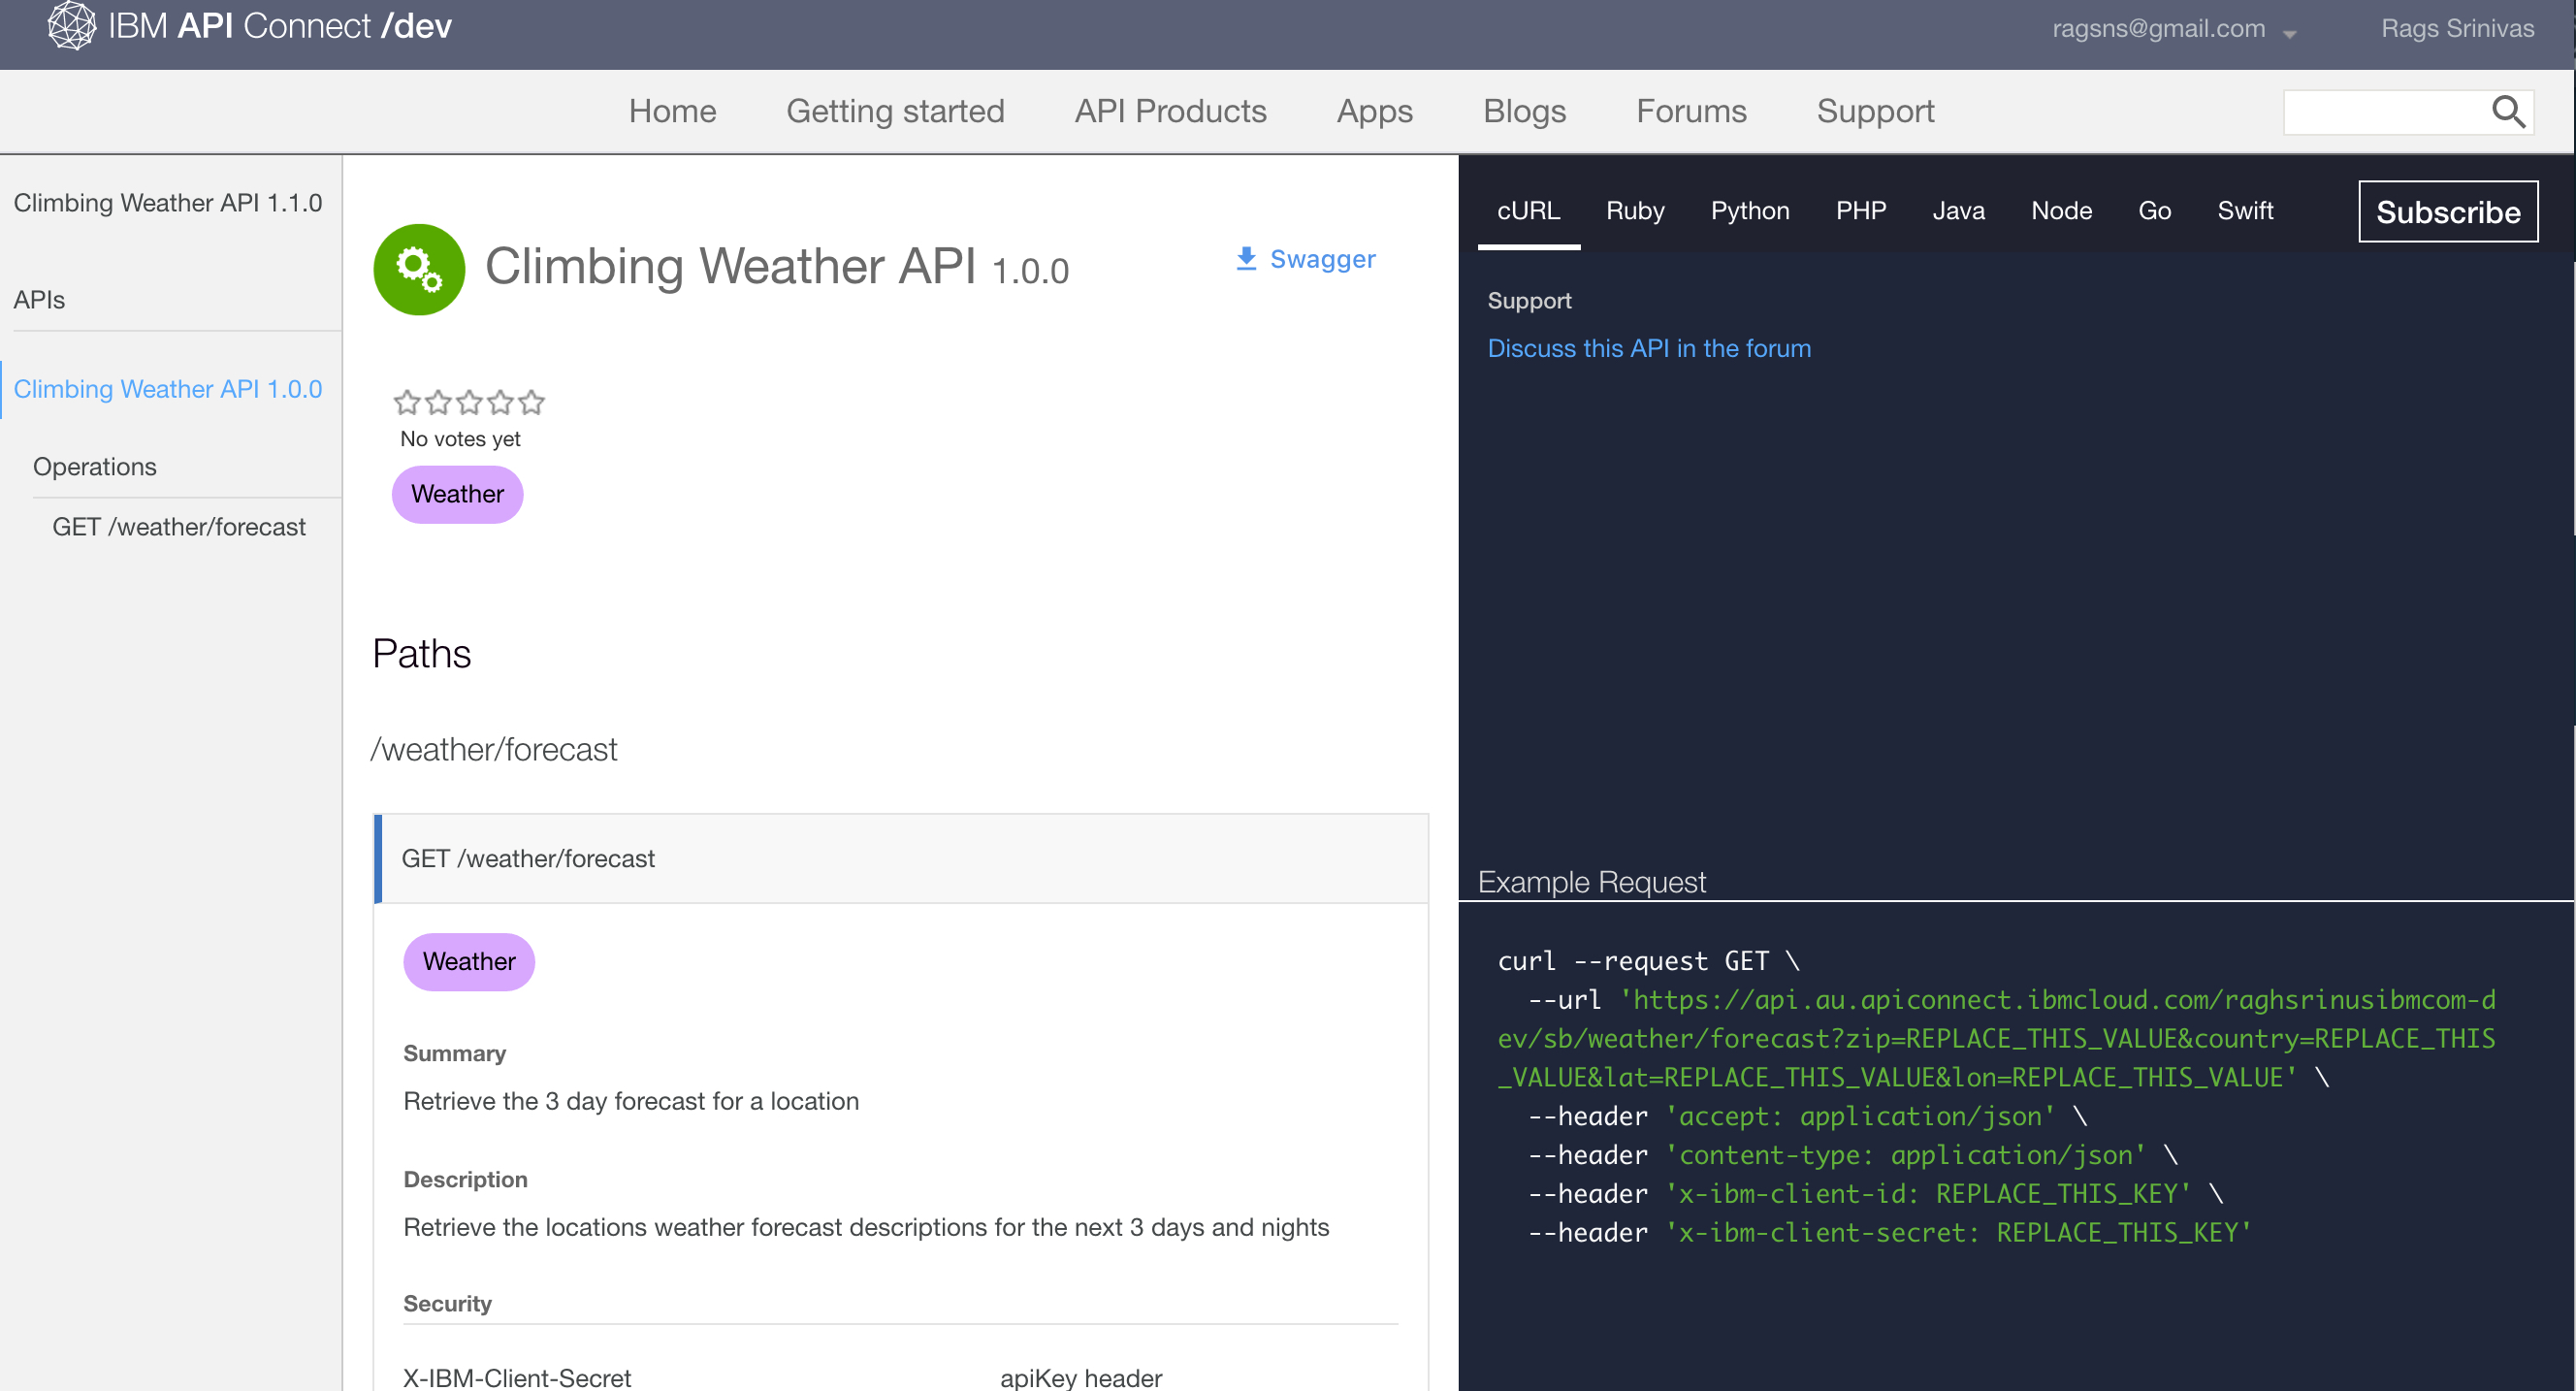 IBM API Connect /dev
ragsns@gmail.com
Rags Srinivas
Home Getting started API Products Apps Blogs Forums Support
Climbing Weather API 1.1.0
APIs
Climbing Weather API 1.0.0
Operations
GET /weather/forecast
Climbing Weather API 1.0.0
Swagger
No votes yet
Weather
Paths
/weather/forecast
GET /weather/forecast
Weather
Summary
Retrieve the 3 day forecast for a location
Description
Retrieve the locations weather forecast descriptions for the next 3 days and nights
Security
X-IBM-Client-Secret apiKey header
cURL Ruby Python PHP Java Node Go Swift
Subscribe
Support
Discuss this API in the forum
Example Request
curl --request GET \
--url 'https://api.au.apiconnect.ibmcloud.com/raghsrinusibmcom-d
ev/sb/weather/forecast?zip=REPLACE_THIS_VALUE&country=REPLACE_THIS
_VALUE&lat=REPLACE_THIS_VALUE&lon=REPLACE_THIS_VALUE' \
--header 'accept: application/json' \
--header 'content-type: application/json' \
--header 'x-ibm-client-id: REPLACE_THIS_KEY' \
--header 'x-ibm-client-secret: REPLACE_THIS_KEY'